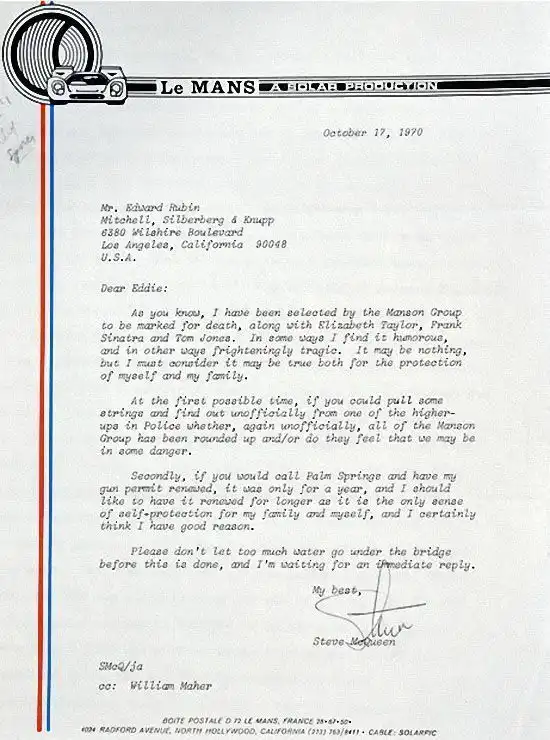 Le MANS A SOLAR PRODUCTION
October 17, 1970
Mr. Edward Rubin
Mitchell, Silberberg & Knupp
6380 Wilshire Boulevard
Los Angeles, California 90048
U.S.A.
Dear Eddie:
As you know, I have been selected by the Manson Group
to be marked for death, along with Elizabeth Taylor, Frank
Sinatra and Tom Jones. In some ways I find it humorous,
and in other ways frighteningly tragic. It may be nothing,
but I must consider it may be true both for the protection
of myself and my family.
At the first possible time, if you could pull some
strings and find out unofficially from one of the higher-
ups in Police whether, again unofficially, all of the Manson
Group has been rounded up and/or do they feel that we may be
in some danger.
Secondly, if you would call Palm Springs and have my
gun permit renewed, it was only for a year, and I should
like to have it renewed for longer as it is the only sense
of self-protection for my family and myself, and I certainly
think I have good reason.
Please don't let too much water go under the bridge
before this is done, and I'm waiting for an immediate reply.
My best,
Steve McQueen
SMcQ/ja
cc: William Maher
BOITE POSTALE D 72 LE MANS, FRANCE
RADFORD AVENUE, NORTH HOLLYWOOD, CALIFORNIA (213) 763/8411 • CABLE: SOLARPIC